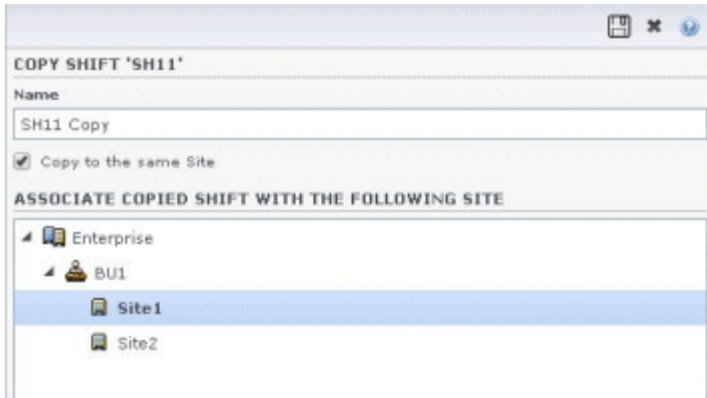 COPY SHIFT 'SH11'
Name
SH11 Copy
Copy to the same Site
ASSOCIATE COPIED SHIFT WITH THE FOLLOWING SITE
Enterprise
BU1
Site1
Site2